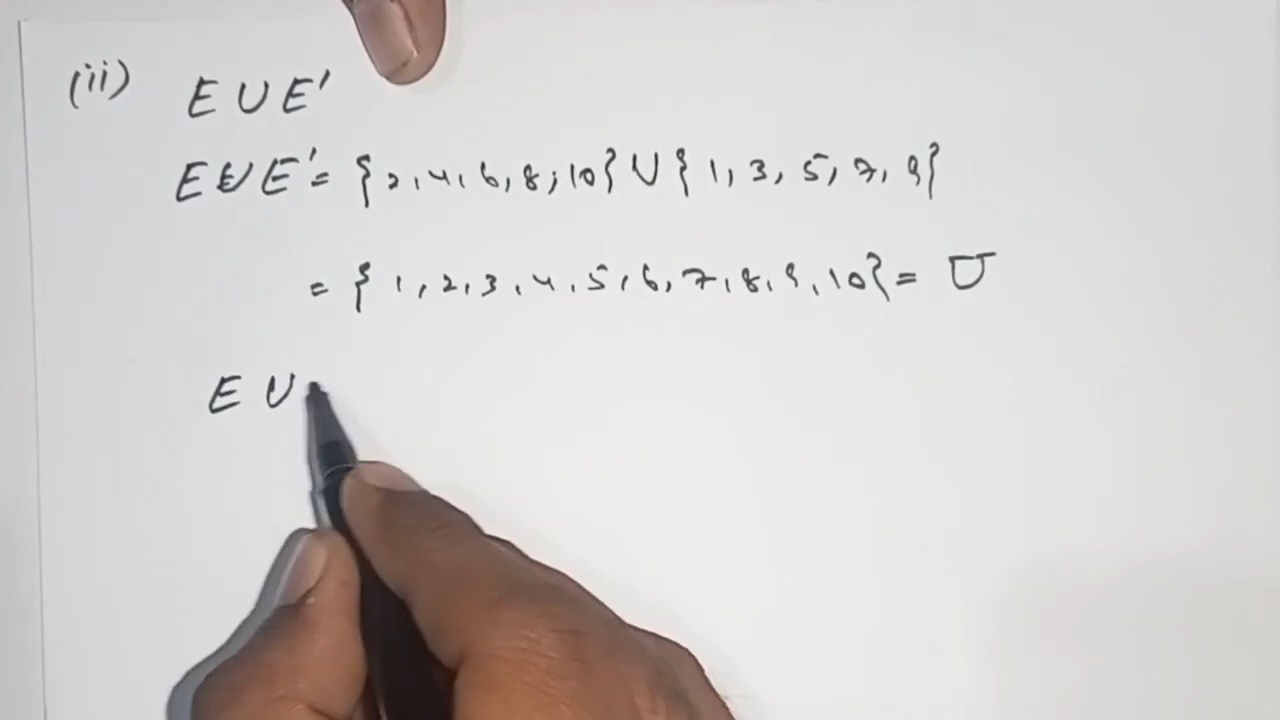 (ii) E U E'
E U E' = {2, 4, 6, 8, 10} U {1, 3, 5, 7, 9}
= {1, 2, 3, 4, 5, 6, 7, 8, 9, 10} = U
E U